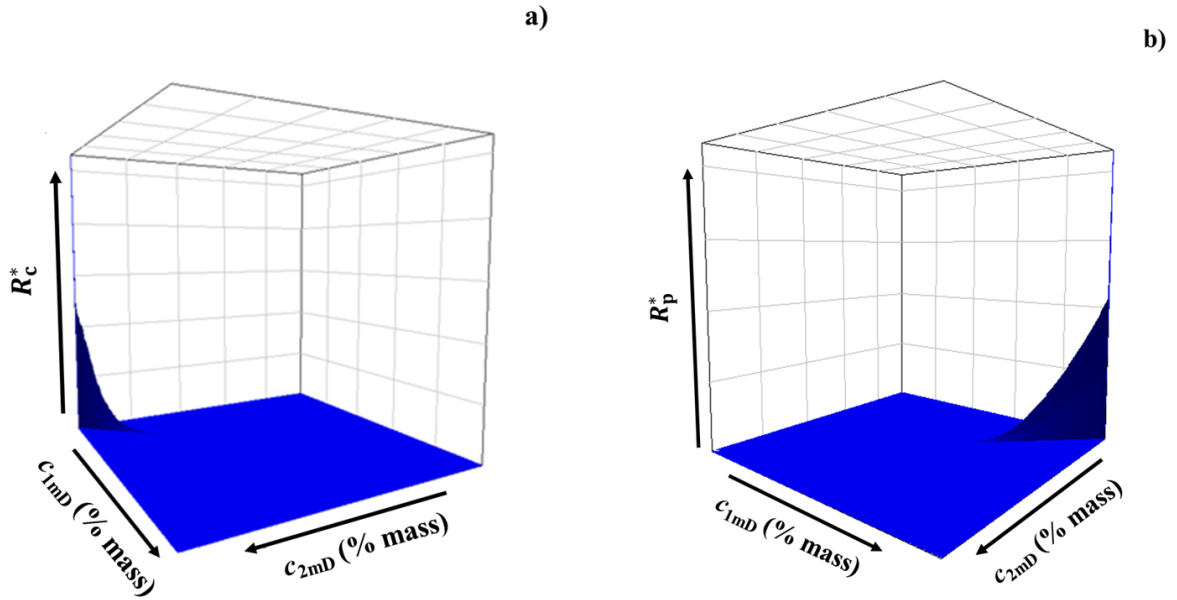 a)
b)
R*c
R*p
c1mD (% mass)
c2mD (% mass)
c1mD (% mass)
c2mD (% mass)